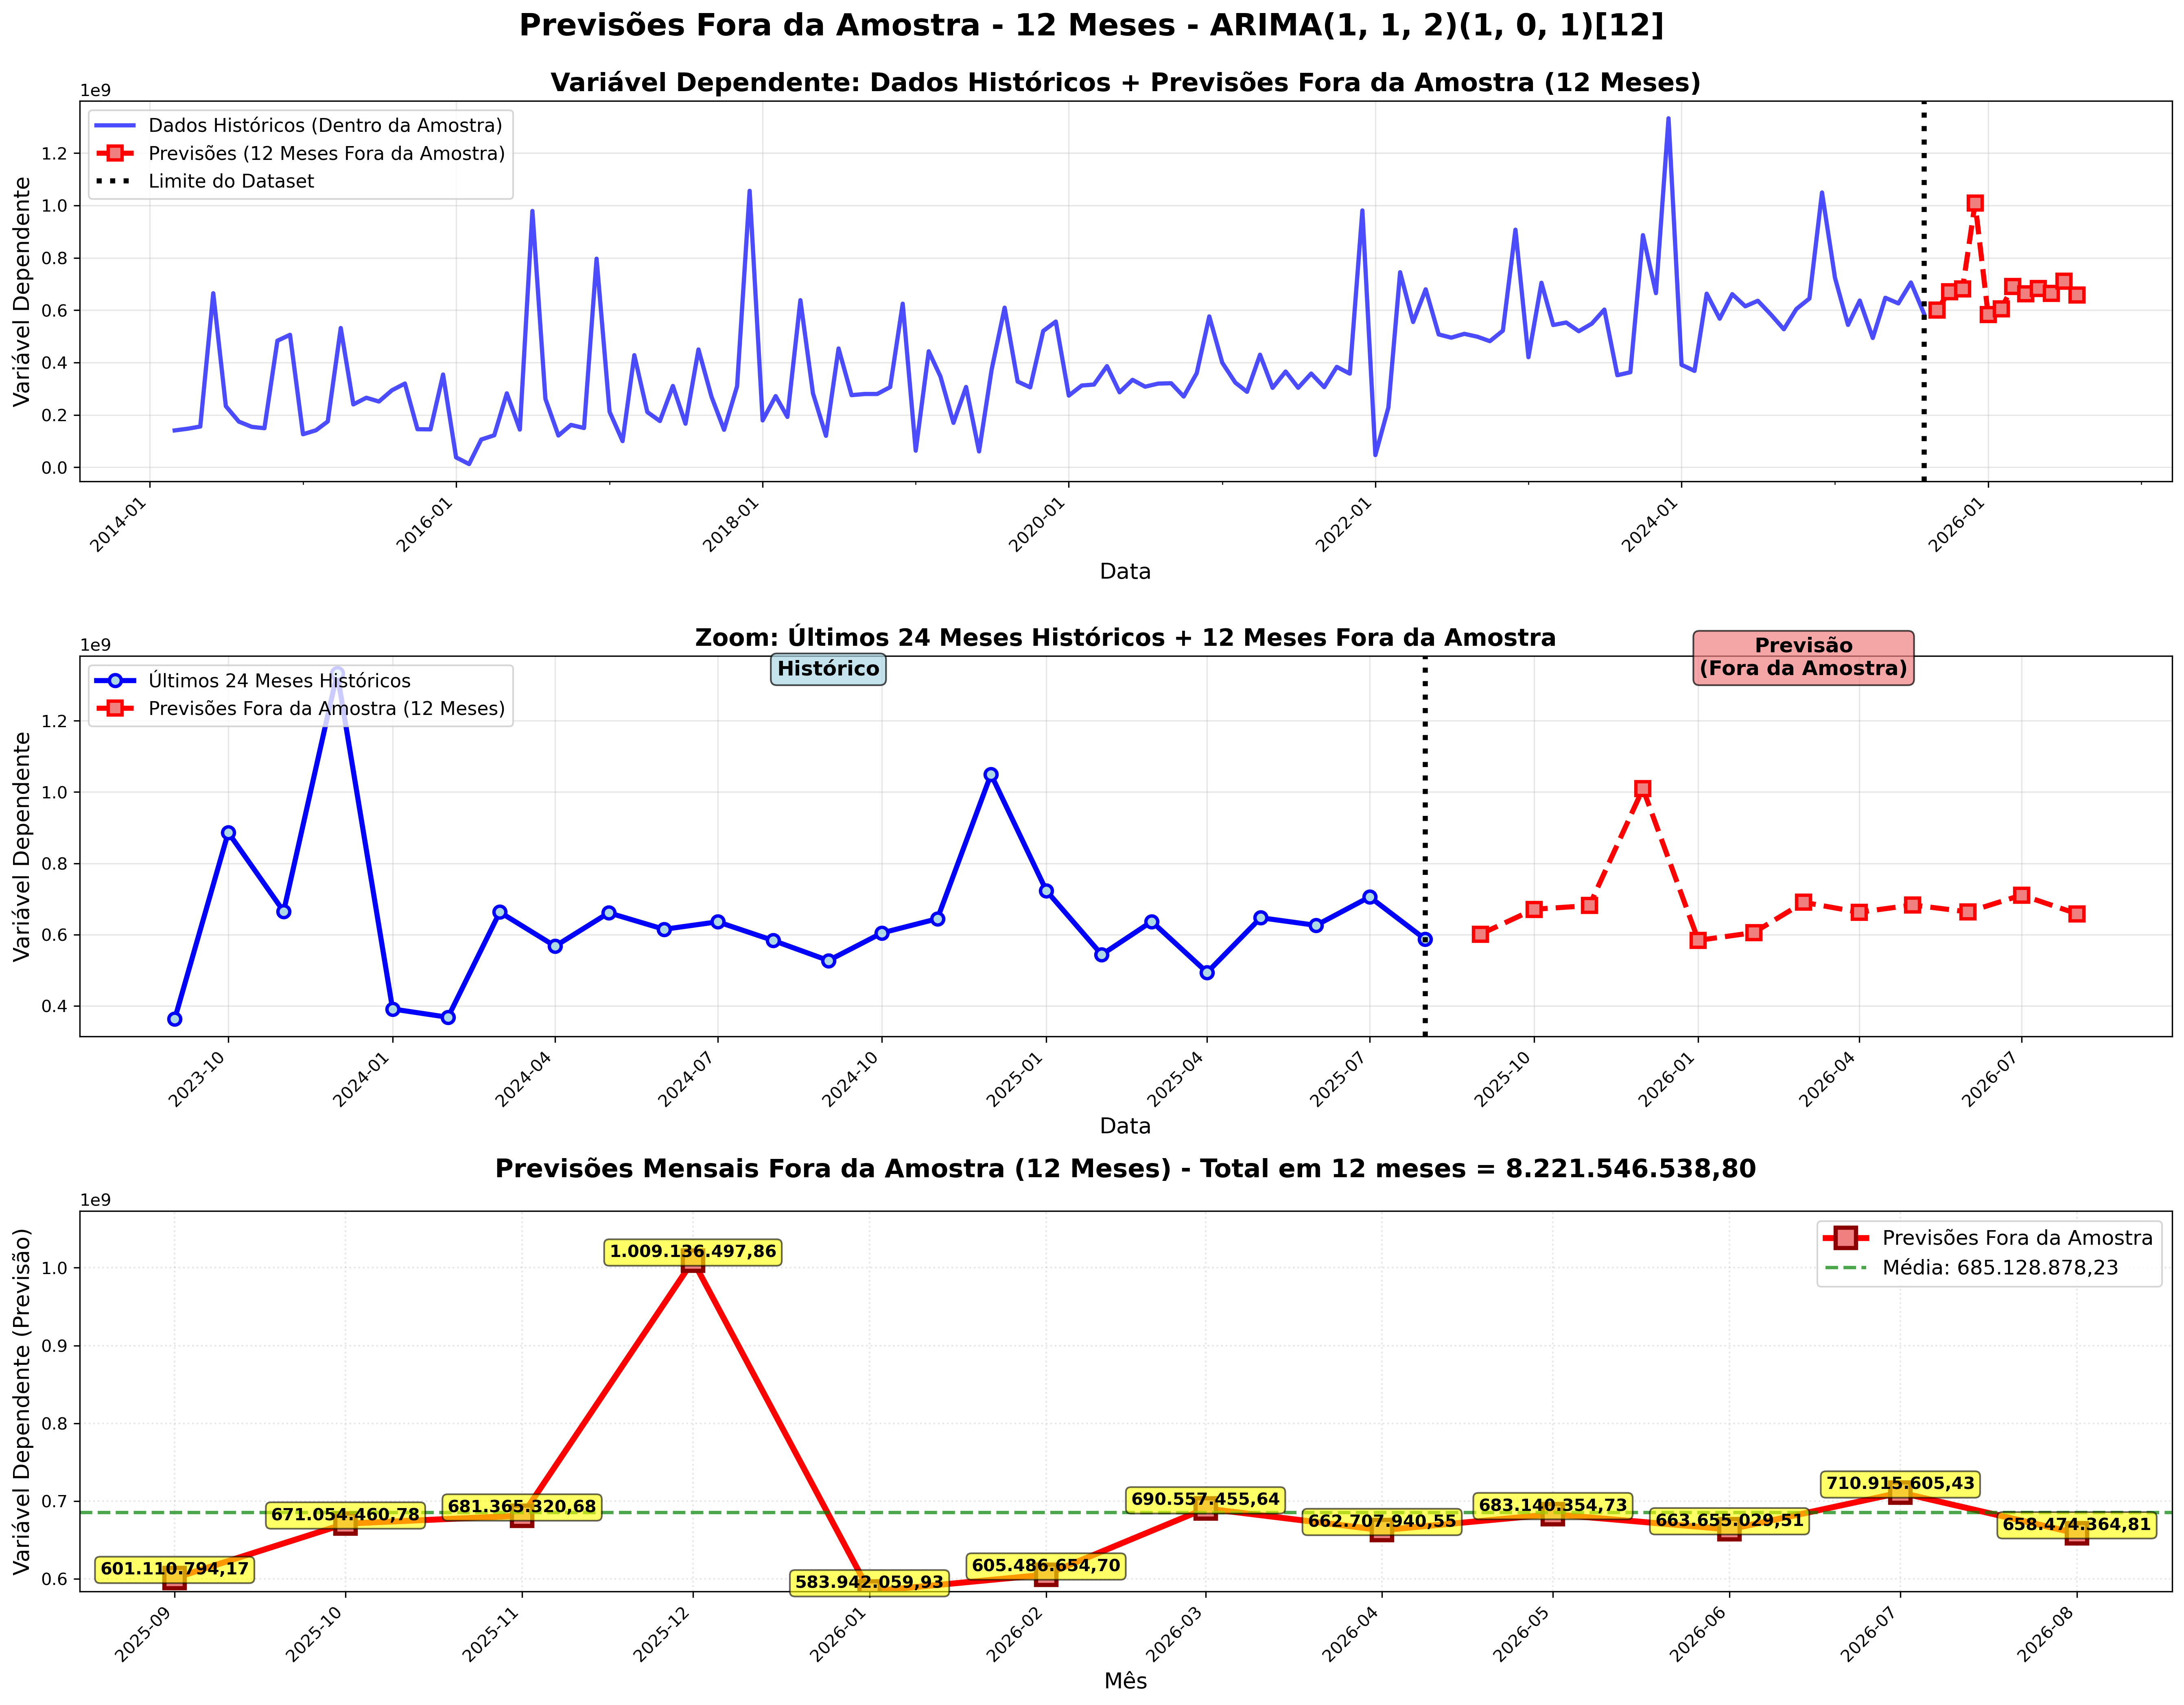 Previsões Fora da Amostra - 12 Meses - ARIMA(1, 1, 2)(1, 0, 1)[12]
Variável Dependente: Dados Históricos + Previsões Fora da Amostra (12 Meses)
1e9
Dados Históricos (Dentro da Amostra)
Previsões (12 Meses Fora da Amostra)
Limite do Dataset
Variável Dependente
1.2
1.0
0.8
0.6
0.4
0.2
0.0
2014-01
2016-01
2018-01
2020-01
2022-01
2024-01
2026-01
Data
Zoom: Últimos 24 Meses Históricos + 12 Meses Fora da Amostra
1e9
Últimos 24 Meses Históricos
Previsões Fora da Amostra (12 Meses)
Histórico
Previsão
(Fora da Amostra)
Variável Dependente
1.2
1.0
0.8
0.6
0.4
2023-10
2024-01
2024-04
2024-07
2024-10
2025-01
2025-04
2025-07
2025-10
2026-01
2026-04
2026-07
Data
Previsões Mensais Fora da Amostra (12 Meses) - Total em 12 meses = 8.221.546.538,80
1e9
Previsões Fora da Amostra
Média: 685.128.878,23
Variável Dependente (Previsão)
1.0
0.9
0.8
0.7
0.6
601.110.794,17
671.054.460,78
681.365.320,68
1.009.136.497,86
583.942.059,93
605.486.654,70
690.557.455,64
662.707.940,55
683.140.354,73
663.655.029,51
710.915.605,43
658.474.364,81
2025-09
2025-10
2025-11
2025-12
2026-01
2026-02
2026-03
2026-04
2026-05
2026-06
2026-07
2026-08
Mês